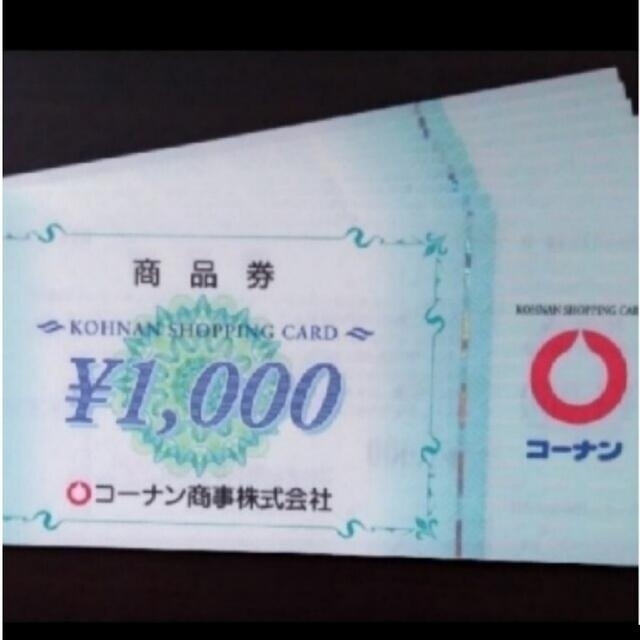 商品券
KOHNAN SHOPPING CARD
¥1,000
コーナン商事株式会社
KOHNAN SHOPPING CAR
コーナン